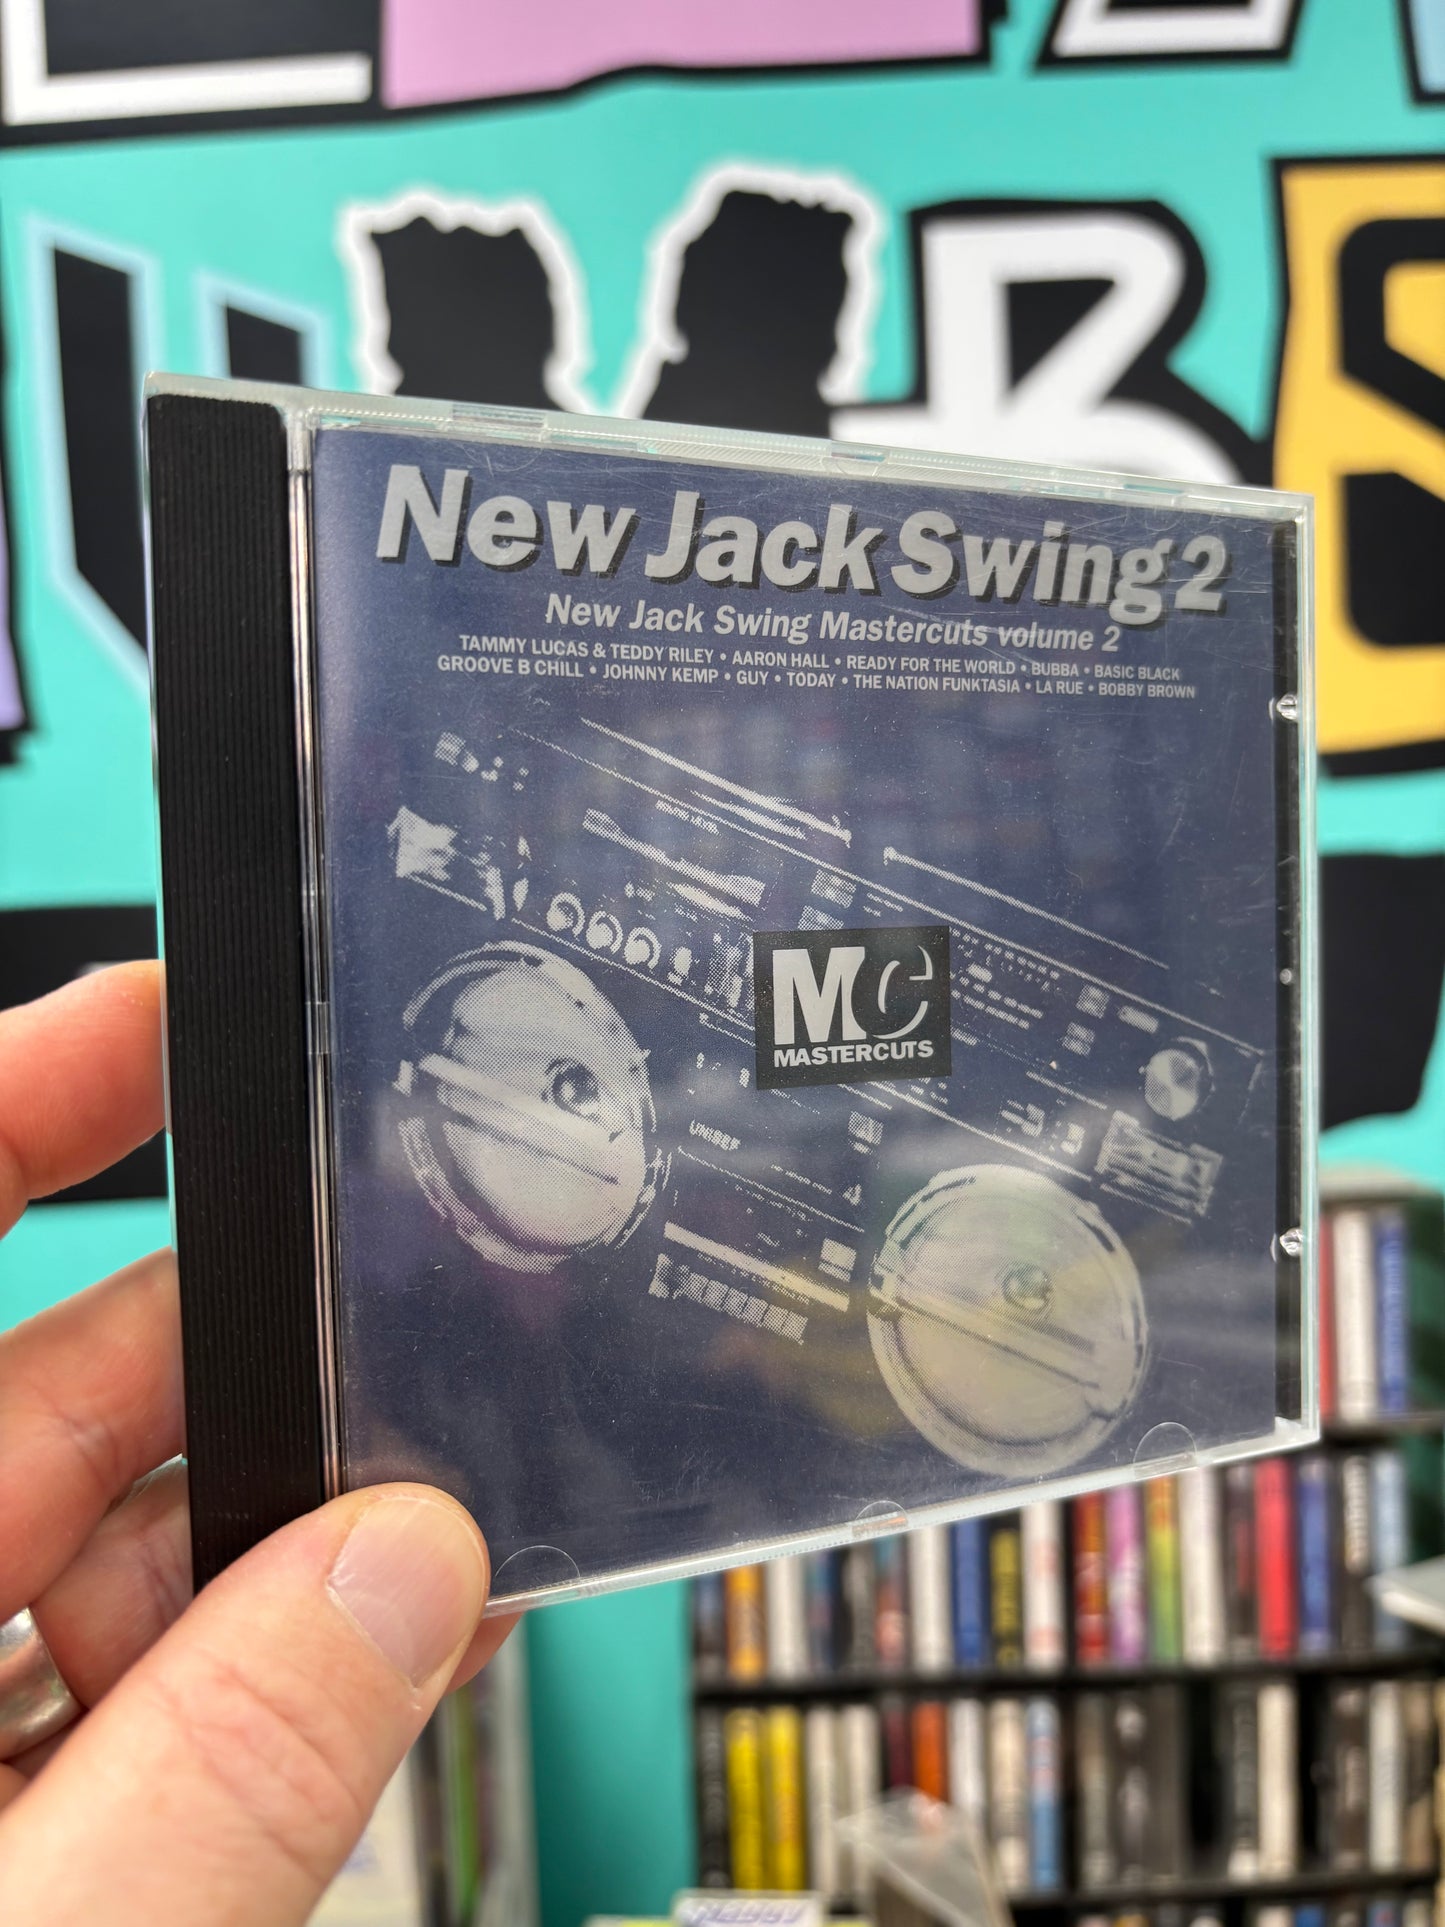 New Jack Swing 2
New Jack Swing Mastercuts volume 2
TAMMY LUCAS & TEDDY RILEY • AARON HALL • READY FOR THE WORLD • BUBBA • BASIC BLACK
GROOVE B CHILL • JOHNNY KEMP • GUY • TODAY • THE NATION FUNKTASIA • LA RUE • BOBBY BROWN
MC
MASTERCUTS
UNISEF